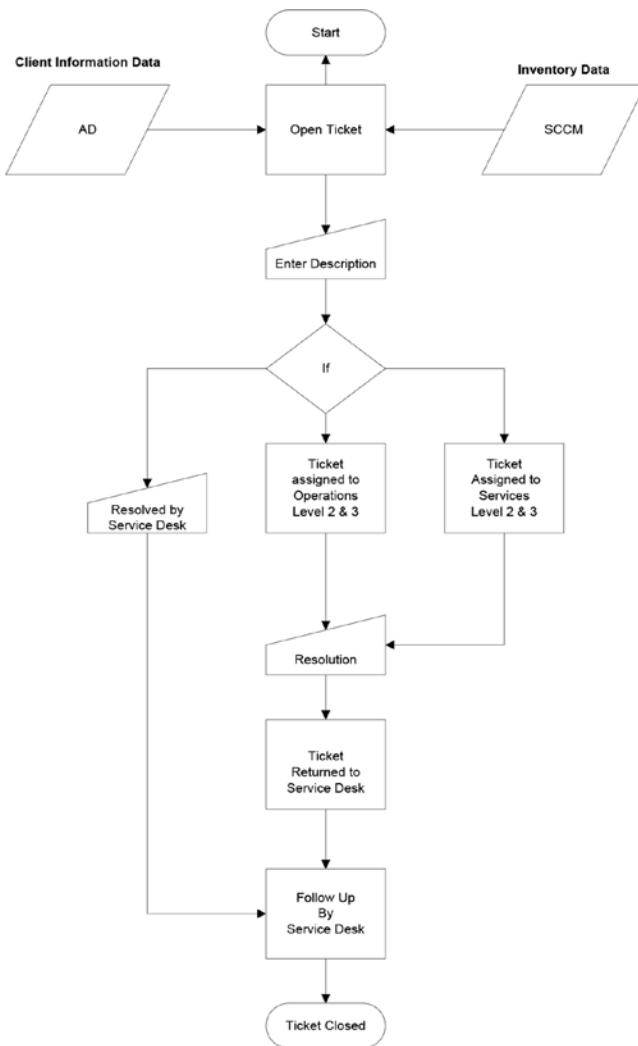 Start
Client Information Data
Inventory Data
AD
Open Ticket
SCCM
Enter Description
If
Resolved by
Service Desk
Ticket
assigned to
Operations
Level 2 & 3
Ticket
Assigned to
Services
Level 2 & 3
Resolution
Ticket
Returned to
Service Desk
Follow Up
By
Service Desk
Ticket Closed